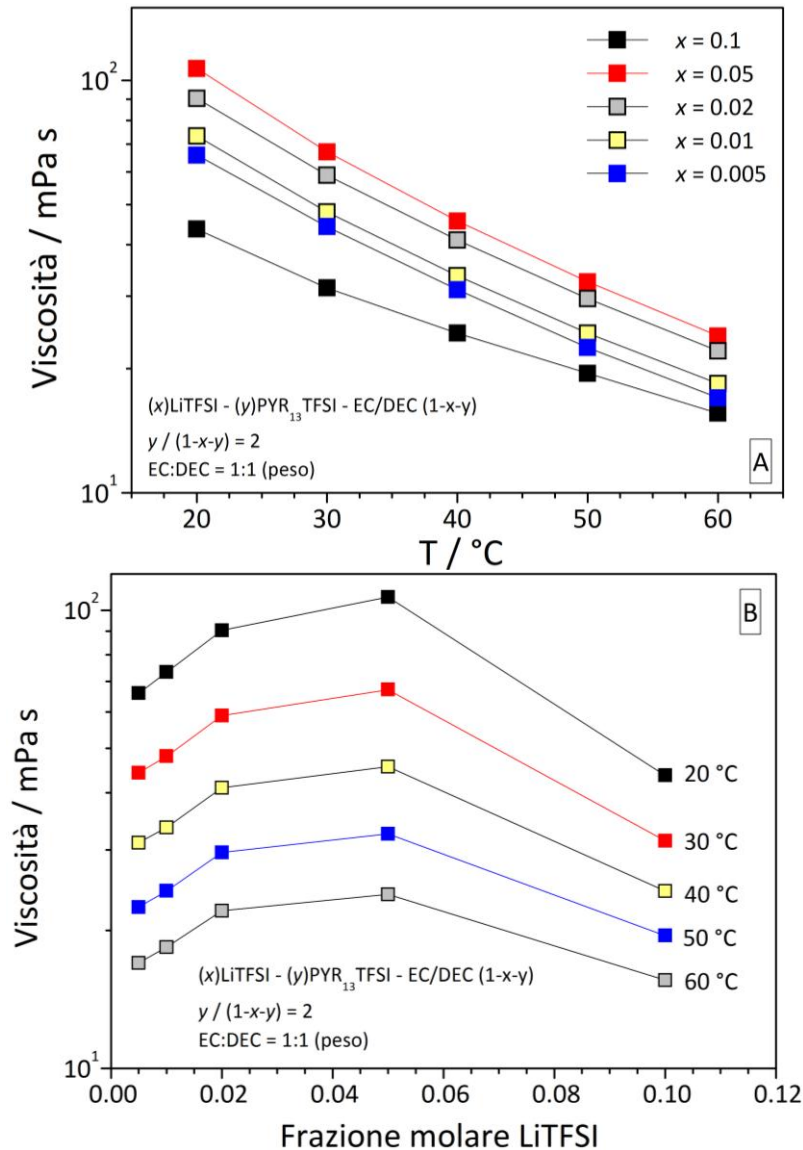 10²
x = 0.1
x = 0.05
x = 0.02
x = 0.01
x = 0.005
Viscosità / mPa s
(x)LiTFSI - (y)PYR₁₃TFSI - EC/DEC (1-x-y)
y / (1-x-y) = 2
EC:DEC = 1:1 (peso)
A
10¹
20 30 40 50 60
T / °C
10²
B
Viscosità / mPa s
20 °C
30 °C
40 °C
50 °C
60 °C
(x)LiTFSI - (y)PYR₁₃TFSI - EC/DEC (1-x-y)
y / (1-x-y) = 2
EC:DEC = 1:1 (peso)
10¹
0.00 0.02 0.04 0.06 0.08 0.10 0.12
Frazione molare LiTFSI